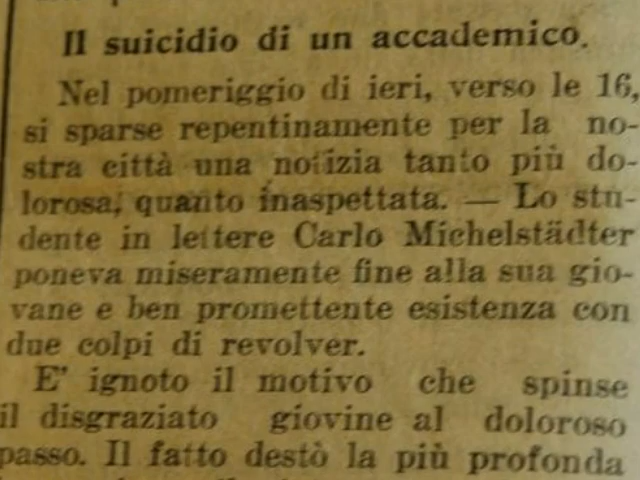 Il suicidio di un accademico.
Nel pomeriggio di ieri, verso le 16,
si sparse repentinamente per la no-
stra città una notizia tanto più do-
lorosa, quanto inaspettata. — Lo stu-
dente in lettere Carlo Michelstädter
poneva miseramente fine alla sua gio-
vane e ben promettente esistenza con
due colpi di revolver.
E' ignoto il motivo che spinse
il disgraziato giovine al doloroso
passo. Il fatto destò la più profonda